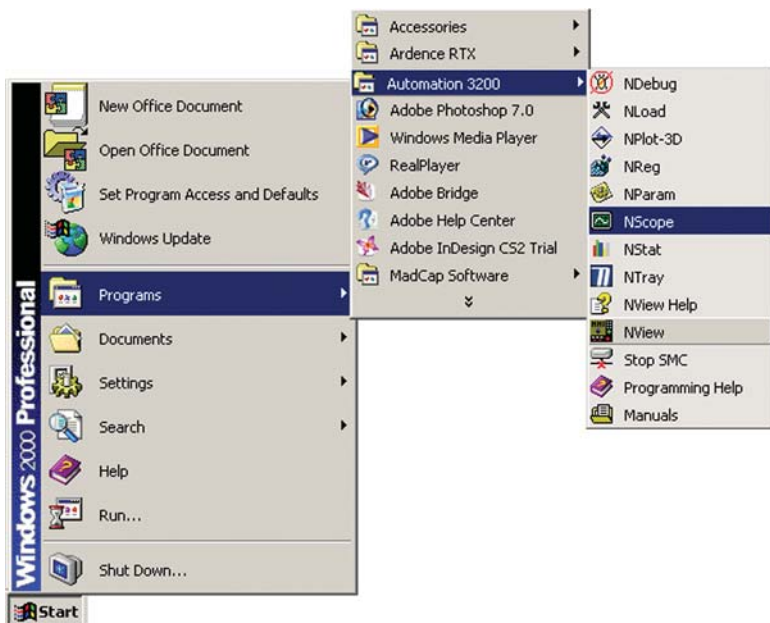 New Office Document
Open Office Document
Set Program Access and Defaults
Windows Update
Programs
Documents
Settings
Search
Help
Run...
Shut Down...
Windows 2000 Professional
Start
Accessories
Ardence RTX
Automation 3200
Adobe Photoshop 7.0
Windows Media Player
RealPlayer
Adobe Bridge
Adobe Help Center
Adobe InDesign CS2 Trial
MadCap Software
NDebug
NLoad
NPlot-3D
NReg
NParam
NScope
NStat
NTray
NView Help
NView
Stop SMC
Programming Help
Manuals